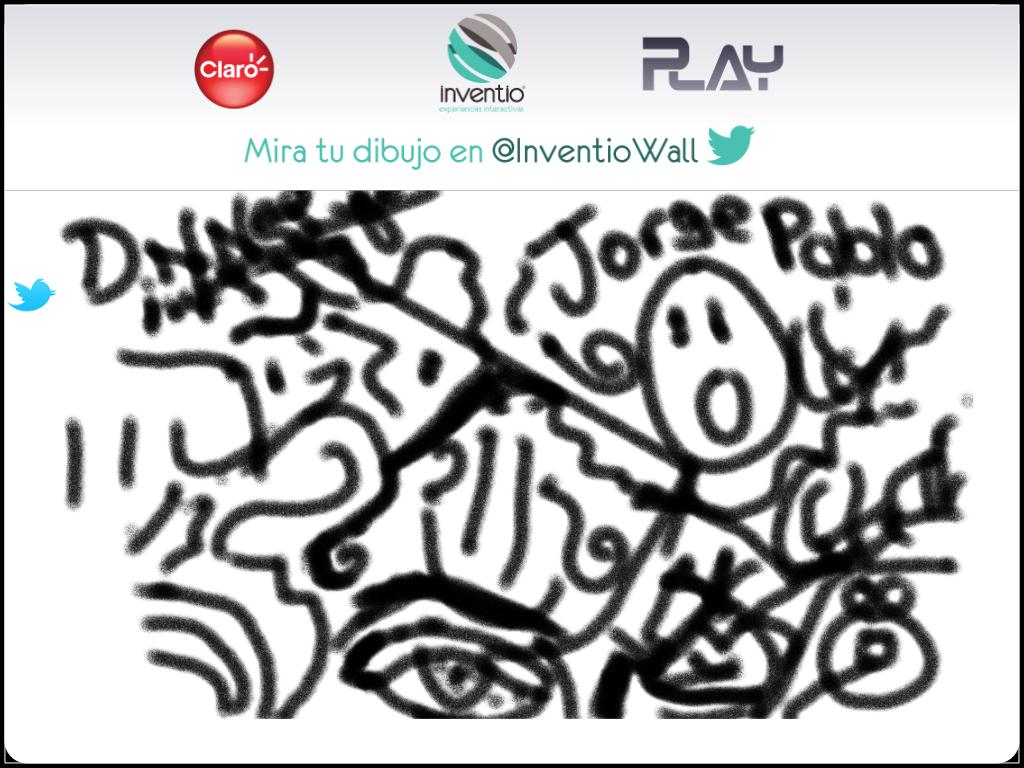 Claro
inventio
experiencias interactivas
PLAY
Mira tu dibujo en @InventioWall
Jorge Pablo